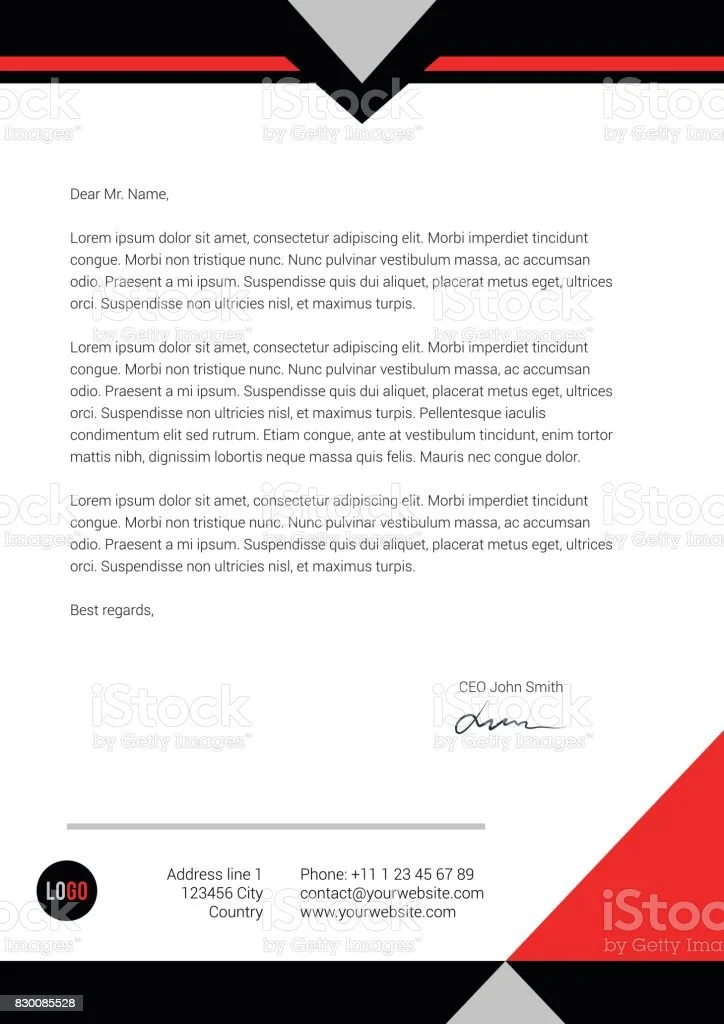 Dear Mr. Name,
Lorem ipsum dolor sit amet, consectetur adipiscing elit. Morbi imperdiet tincidunt
congue. Morbi non tristique nunc. Nunc pulvinar vestibulum massa, ac accumsan
odio. Praesent a mi ipsum. Suspendisse quis dui aliquet, placerat metus eget, ultrices
orci. Suspendisse non ultricies nisl, et maximus turpis.
Lorem ipsum dolor sit amet, consectetur adipiscing elit. Morbi imperdiet tincidunt
congue. Morbi non tristique nunc. Nunc pulvinar vestibulum massa, ac accumsan
odio. Praesent a mi ipsum. Suspendisse quis dui aliquet, placerat metus eget, ultrices
orci. Suspendisse non ultricies nisl, et maximus turpis. Pellentesque iaculis
condimentum elit sed rutrum. Etiam congue, ante at vestibulum tincidunt, enim tortor
mattis nibh, dignissim lobortis neque massa quis felis. Mauris nec congue dolor.
Lorem ipsum dolor sit amet, consectetur adipiscing elit. Morbi imperdiet tincidunt
congue. Morbi non tristique nunc. Nunc pulvinar vestibulum massa, ac accumsan
odio. Praesent a mi ipsum. Suspendisse quis dui aliquet, placerat metus eget, ultrices
orci. Suspendisse non ultricies nisl, et maximus turpis.
Best regards,
CEO John Smith
LOGO
Address line 1
123456 City
Country
Phone: +11 1 23 45 67 89
contact@yourwebsite.com
www.yourwebsite.com
iStock
by Getty Images™
830085528